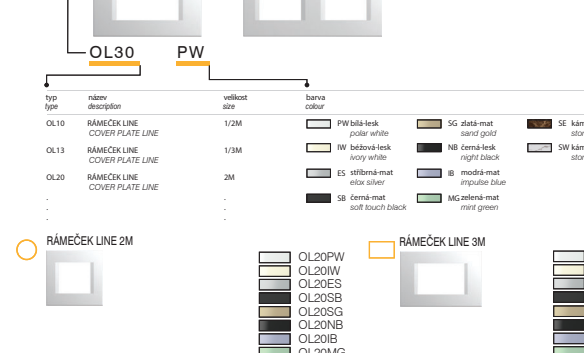 OL30 PW
typ název velikost barva
type description size colour
OL10 RÁMEČEK LINE 1/2M PW bílá-lesk SG zlatá-mat SE
COVER PLATE LINE polar white sand gold
OL13 RÁMEČEK LINE 1/3M IW béžová-lesk NB černá-lesk SW
COVER PLATE LINE ivory white night black
OL20 RÁMEČEK LINE 2M ES stříbrná-mat IB modrá-mat
COVER PLATE LINE elox silver impulse blue
. . SB černá-mat MG zelená-mat
. . soft touch black mint green
. .
RÁMEČEK LINE 2M RÁMEČEK LINE 3M
OL20PW
OL20IW
OL20ES
OL20SB
OL20SG
OL20NB
OL20IB
OL20MG